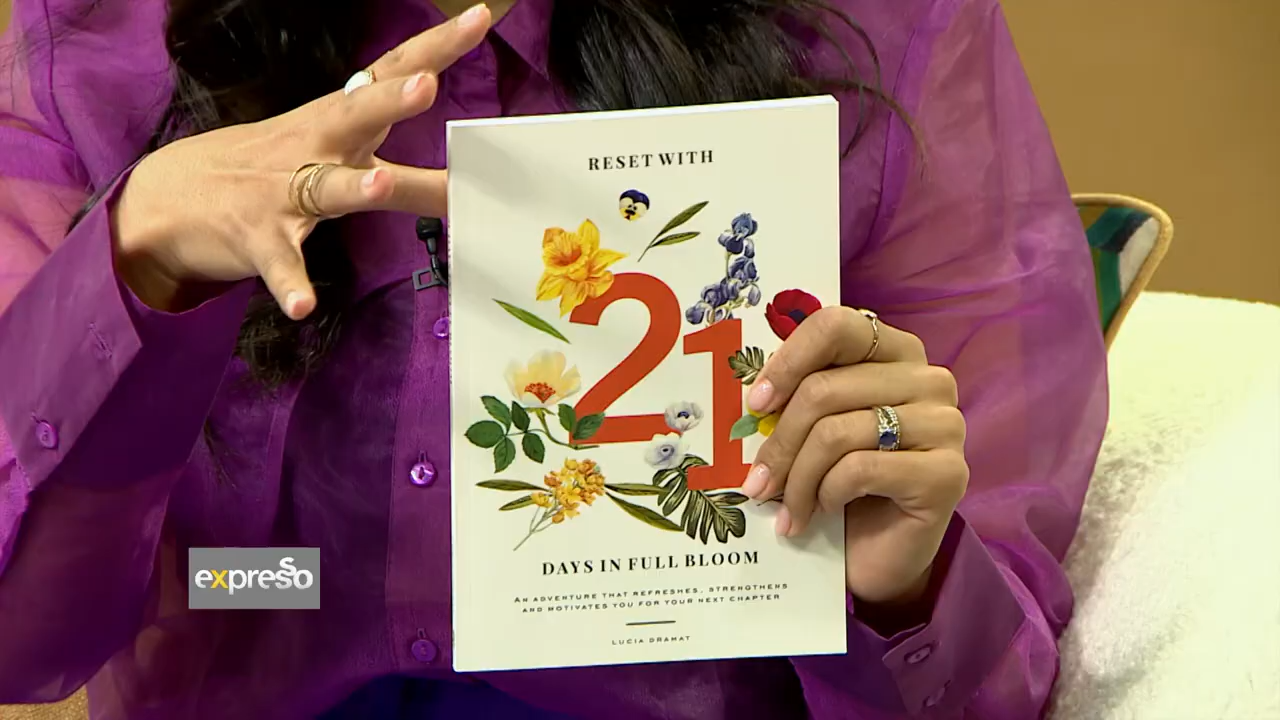 RESET WITH
21
DAYS IN FULL BLOOM
AN ADVENTURE THAT REFRESHES, STRENGTHENS
AND MOTIVATES YOU FOR YOUR NEXT CHAPTER
LUCIA DRAMAT
expresso